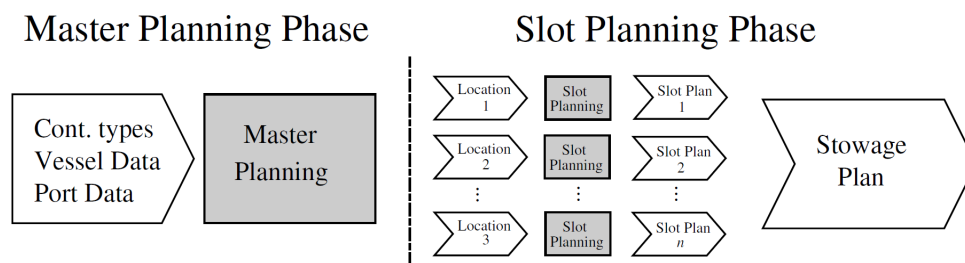 Master Planning Phase
Slot Planning Phase
Cont. types
Vessel Data
Port Data
Master
Planning
Location
1
Slot
Planning
Slot Plan
1
Location
2
Slot
Planning
Slot Plan
2
⋮
⋮
⋮
Location
3
Slot
Planning
Slot Plan
n
Stowage
Plan